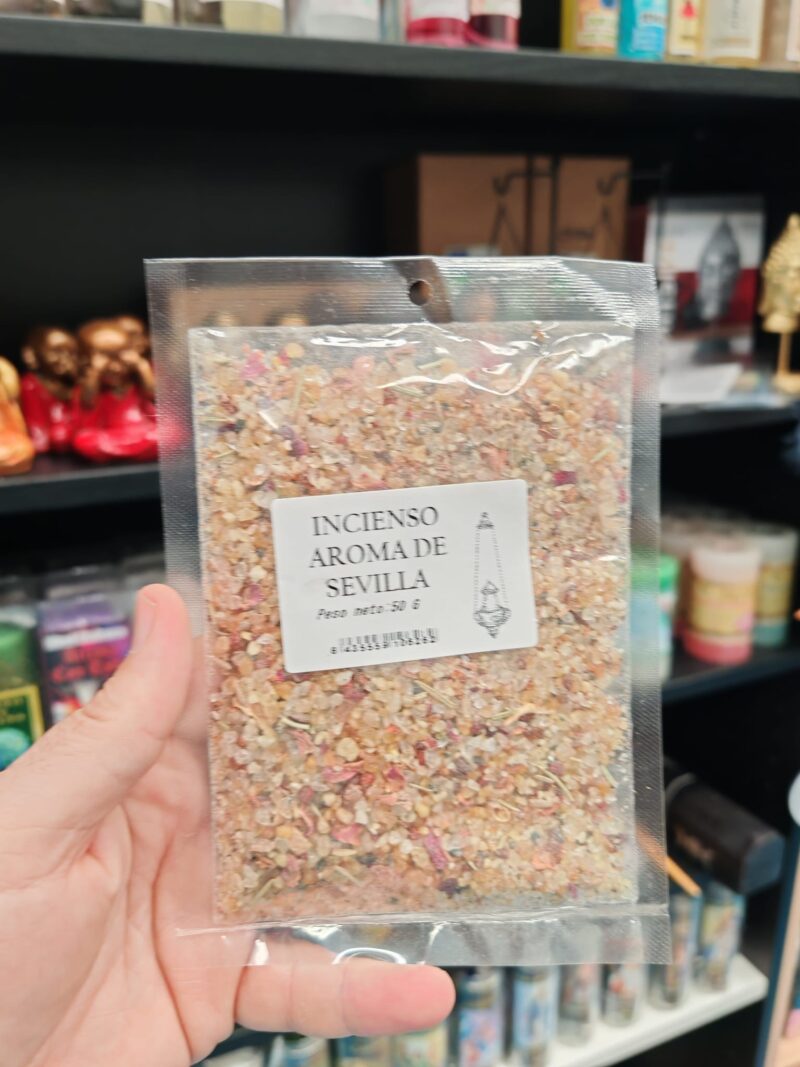 INCIENSO
AROMA DE
SEVILLA
Peso neto:50 G